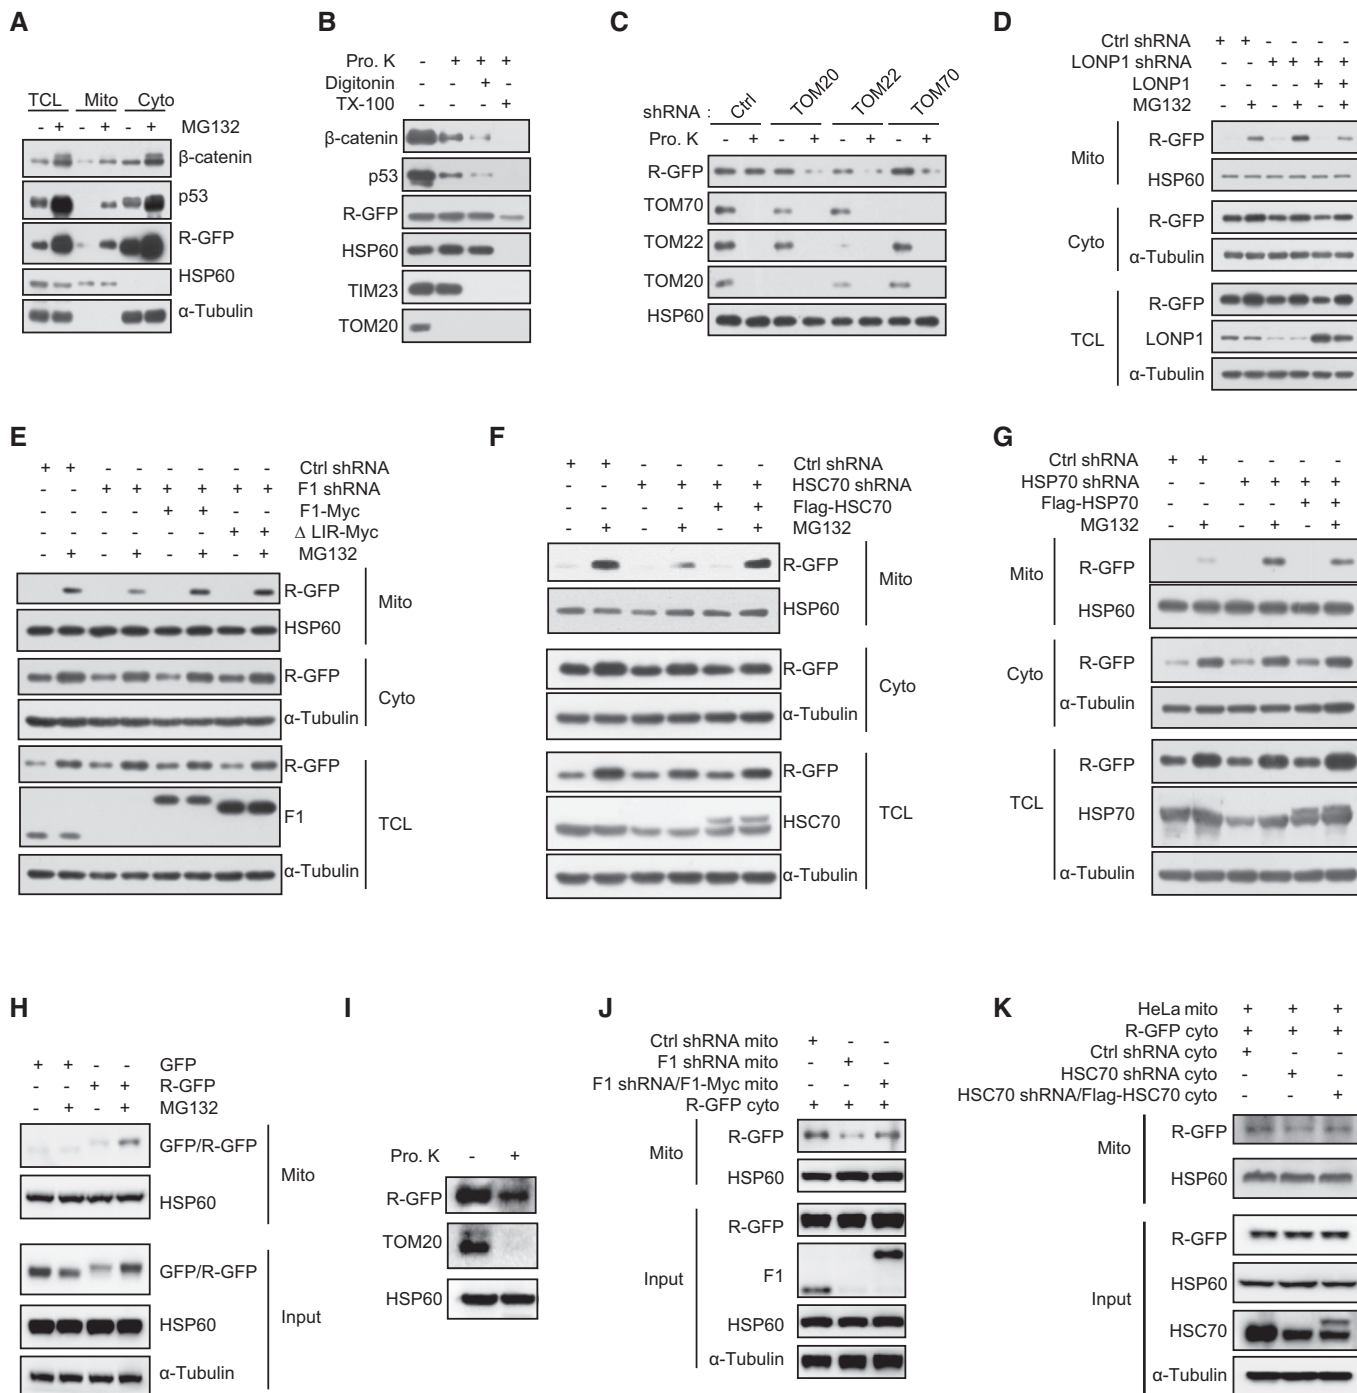 A
TCL Mito Cyto
- + - + - + MG132
β-catenin
p53
R-GFP
HSP60
α-Tubulin
B
Pro. K - + + +
Digitonin - - + -
TX-100 - - - +
β-catenin
p53
R-GFP
HSP60
TIM23
TOM20
C
shRNA : Ctrl TOM20 TOM22 TOM70
Pro. K - + - + - + - +
R-GFP
TOM70
TOM22
TOM20
HSP60
D
Ctrl shRNA + + - - - -
LONP1 shRNA - - + + + +
LONP1 - - - - + +
MG132 - + - + - +
Mito
R-GFP
HSP60
Cyto
R-GFP
α-Tubulin
TCL
R-GFP
LONP1
α-Tubulin
E
+ + - - - - - - Ctrl shRNA
- - + + + + + + F1 shRNA
- - - - + + - - F1-Myc
- - - - - - + + Δ LIR-Myc
- + - + - + - + MG132
R-GFP
HSP60
Mito
R-GFP
α-Tubulin
Cyto
R-GFP
F1
α-Tubulin
TCL
F
+ + - - - - Ctrl shRNA
- - + + + + HSC70 shRNA
- - - - + + Flag-HSC70
- + - + - + MG132
R-GFP
HSP60
Mito
R-GFP
α-Tubulin
Cyto
R-GFP
HSC70
α-Tubulin
TCL
G
Ctrl shRNA + + - - - -
HSP70 shRNA - - + + + +
Flag-HSP70 - - - - + +
MG132 - + - + - +
Mito
R-GFP
HSP60
Cyto
R-GFP
α-Tubulin
TCL
R-GFP
HSP70
α-Tubulin
H
+ + - - GFP
- - + + R-GFP
- + - + MG132
GFP/R-GFP
HSP60
Mito
GFP/R-GFP
HSP60
α-Tubulin
Input
I
Pro. K - +
R-GFP
TOM20
HSP60
J
Ctrl shRNA mito + - -
F1 shRNA mito - + -
F1 shRNA/F1-Myc mito - - +
R-GFP cyto + + +
Mito
R-GFP
HSP60
Input
R-GFP
F1
HSP60
α-Tubulin
K
HeLa mito + + +
R-GFP cyto + + +
Ctrl shRNA cyto + - -
HSC70 shRNA cyto - + -
HSC70 shRNA/Flag-HSC70 cyto - - +
Mito
R-GFP
HSP60
Input
R-GFP
HSP60
HSC70
α-Tubulin